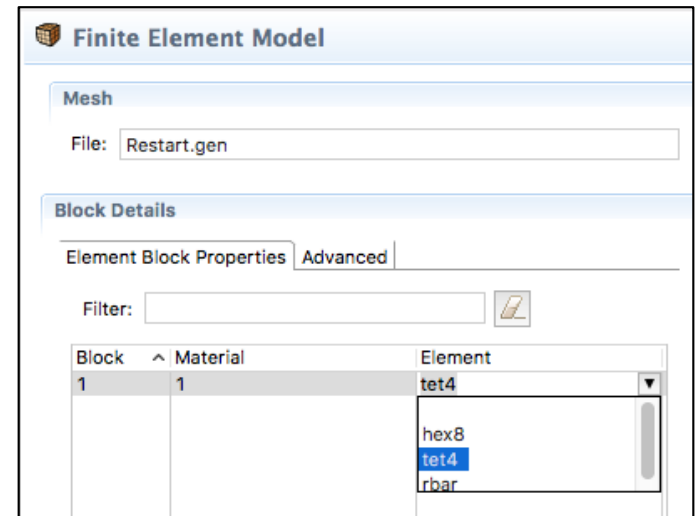 Finite Element Model
Mesh
File: Restart.gen
Block Details
Element Block Properties Advanced
Filter:
Block Material Element
1 1 tet4
hex8
tet4
rbar